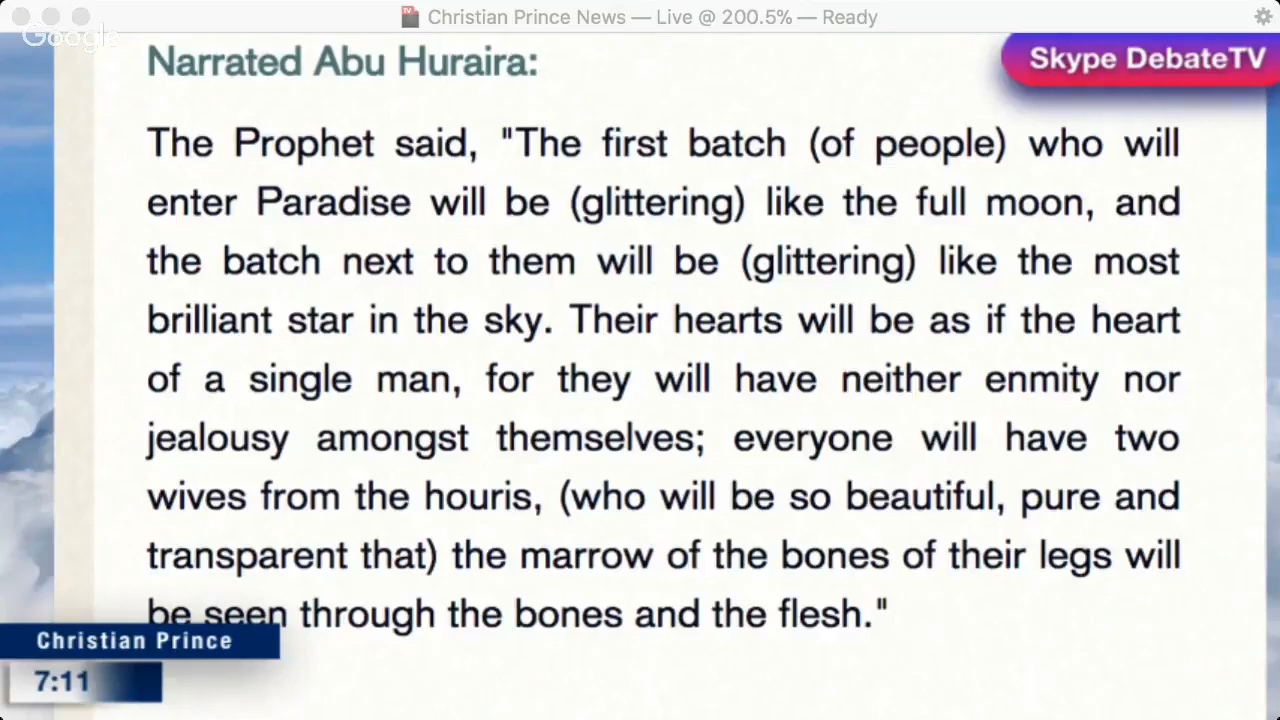 Christian Prince News — Live @ 200.5% — Ready
Google
Narrated Abu Huraira:
Skype DebateTV
The Prophet said, "The first batch (of people) who will
enter Paradise will be (glittering) like the full moon, and
the batch next to them will be (glittering) like the most
brilliant star in the sky. Their hearts will be as if the heart
of a single man, for they will have neither enmity nor
jealousy amongst themselves; everyone will have two
wives from the houris, (who will be so beautiful, pure and
transparent that) the marrow of the bones of their legs will
be seen through the bones and the flesh."
Christian Prince
7:11